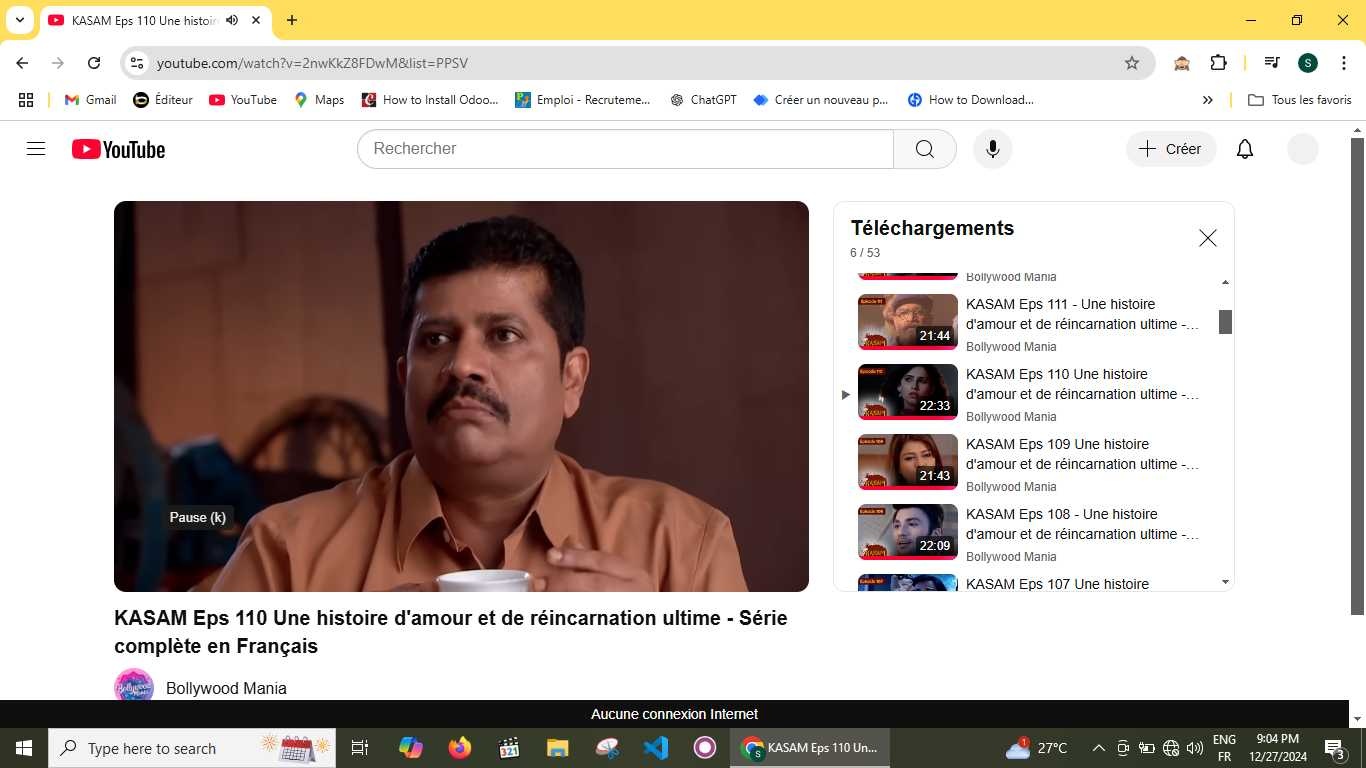 KASAM Eps 110 Une histoir
youtube.com/watch?v=2nwKkZ8FDwM&list=PPSV
S
Gmail
Éditeur
YouTube
Maps
How to Install Odoo...
Emploi - Recruteme...
ChatGPT
Créer un nouveau p...
How to Download...
»
Tous les favoris
YouTube
Rechercher
Créer
Pause (k)
KASAM Eps 110 Une histoire d'amour et de réincarnation ultime - Série
complète en Français
Bollywood Mania
Téléchargements
6 / 53
Bollywood Mania
21:44
KASAM Eps 111 - Une histoire
d'amour et de réincarnation ultime -...
Bollywood Mania
22:33
KASAM Eps 110 Une histoire
d'amour et de réincarnation ultime -...
Bollywood Mania
21:43
KASAM Eps 109 Une histoire
d'amour et de réincarnation ultime -...
Bollywood Mania
22:09
KASAM Eps 108 - Une histoire
d'amour et de réincarnation ultime -...
Bollywood Mania
KASAM Eps 107 Une histoire
Aucune connexion Internet
Type here to search
KASAM Eps 110 Un...
27°C
ENG
FR
9:04 PM
12/27/2024
3